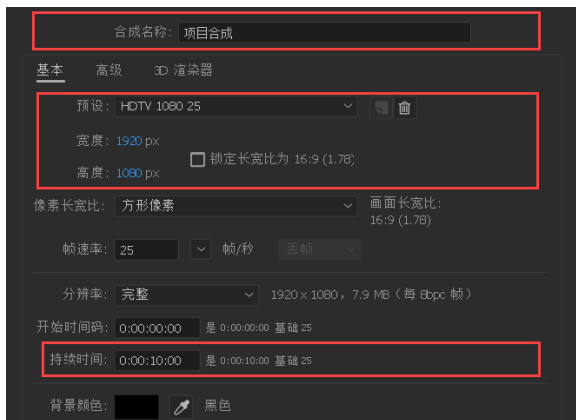 合成名称: 项目合成
基本 高级 3D 渲染器
预设: HDTV 1080 25
宽度: 1920 px
锁定长宽比为 16:9 (1.78)
高度: 1080 px
像素长宽比: 方形像素 画面长宽比:
16:9 (1.78)
帧速率: 25 帧/秒 丢帧
分辨率: 完整 1920 x 1080，7.9 MB（每 8bpc 帧）
开始时间码: 0:00:00:00 是 0:00:00:00 基础 25
持续时间: 0:00:10:00 是 0:00:10:00 基础 25
背景颜色: 黑色